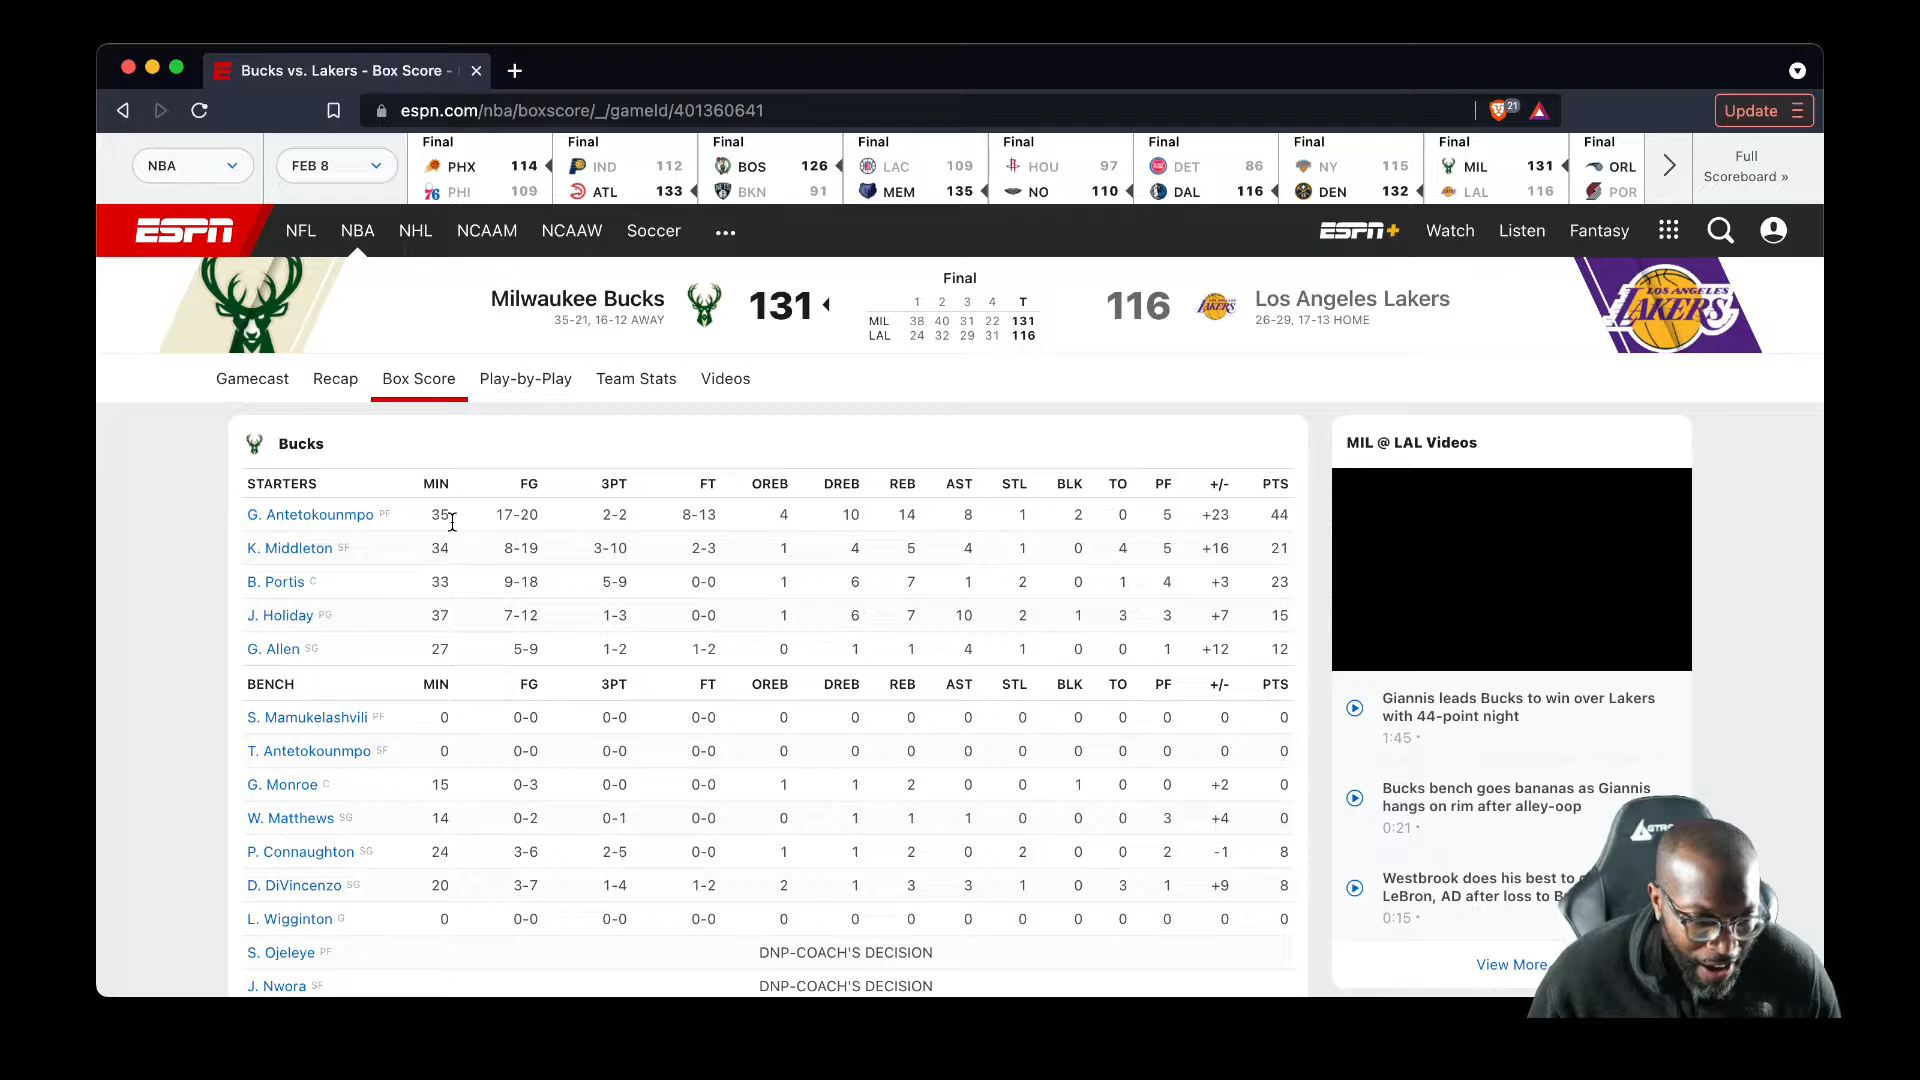 Bucks vs. Lakers - Box Score -
espn.com/nba/boxscore/_/gameId/401360641
21
Update
NBA
FEB 8
Final
PHX 114
PHI 109
Final
IND 112
ATL 133
Final
BOS 126
BKN 91
Final
LAC 109
MEM 135
Final
HOU 97
NO 110
Final
DET 86
DAL 116
Final
NY 115
DEN 132
Final
MIL 131
LAL 116
Final
ORL
POR
Full
Scoreboard »
ESPN NFL NBA NHL NCAAM NCAAW Soccer ... ESPN+ Watch Listen Fantasy
Milwaukee Bucks
35-21, 16-12 AWAY
131
Final
1 2 3 4 T
MIL 38 40 31 22 131
LAL 24 32 29 31 116
116
LAKERS
Los Angeles Lakers
26-29, 17-13 HOME
LOS ANGELES
LAKERS
Gamecast Recap Box Score Play-by-Play Team Stats Videos
Bucks
STARTERS MIN FG 3PT FT OREB DREB REB AST STL BLK TO PF +/- PTS
G. Antetokounmpo PF 35 17-20 2-2 8-13 4 10 14 8 1 2 0 5 +23 44
K. Middleton SF 34 8-19 3-10 2-3 1 4 5 4 1 0 4 5 +16 21
B. Portis C 33 9-18 5-9 0-0 1 6 7 1 2 0 1 4 +3 23
J. Holiday PG 37 7-12 1-3 0-0 1 6 7 10 2 1 3 3 +7 15
G. Allen SG 27 5-9 1-2 1-2 0 1 1 4 1 0 0 1 +12 12
BENCH MIN FG 3PT FT OREB DREB REB AST STL BLK TO PF +/- PTS
S. Mamukelashvili PF 0 0-0 0-0 0-0 0 0 0 0 0 0 0 0 0 0
T. Antetokounmpo SF 0 0-0 0-0 0-0 0 0 0 0 0 0 0 0 0 0
G. Monroe C 15 0-3 0-0 0-0 1 1 2 0 0 1 0 0 +2 0
W. Matthews SG 14 0-2 0-1 0-0 0 1 1 1 0 0 0 3 +4 0
P. Connaughton SG 24 3-6 2-5 0-0 1 1 2 0 2 0 0 2 -1 8
D. DiVincenzo SG 20 3-7 1-4 1-2 2 1 3 3 1 0 3 1 +9 8
L. Wigginton G 0 0-0 0-0 0-0 0 0 0 0 0 0 0 0 0 0
S. Ojeleye PF DNP-COACH'S DECISION
J. Nwora SF DNP-COACH'S DECISION
MIL @ LAL Videos
Giannis leads Bucks to win over Lakers
with 44-point night
1:45
Bucks bench goes bananas as Giannis
hangs on rim after alley-oop
0:21
Westbrook does his best to
LeBron, AD after loss to
0:15
View More